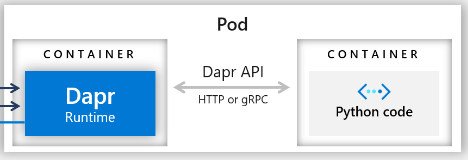 Pod
CONTAINER
Dapr
Runtime
Dapr API
HTTP or gRPC
CONTAINER
Python code